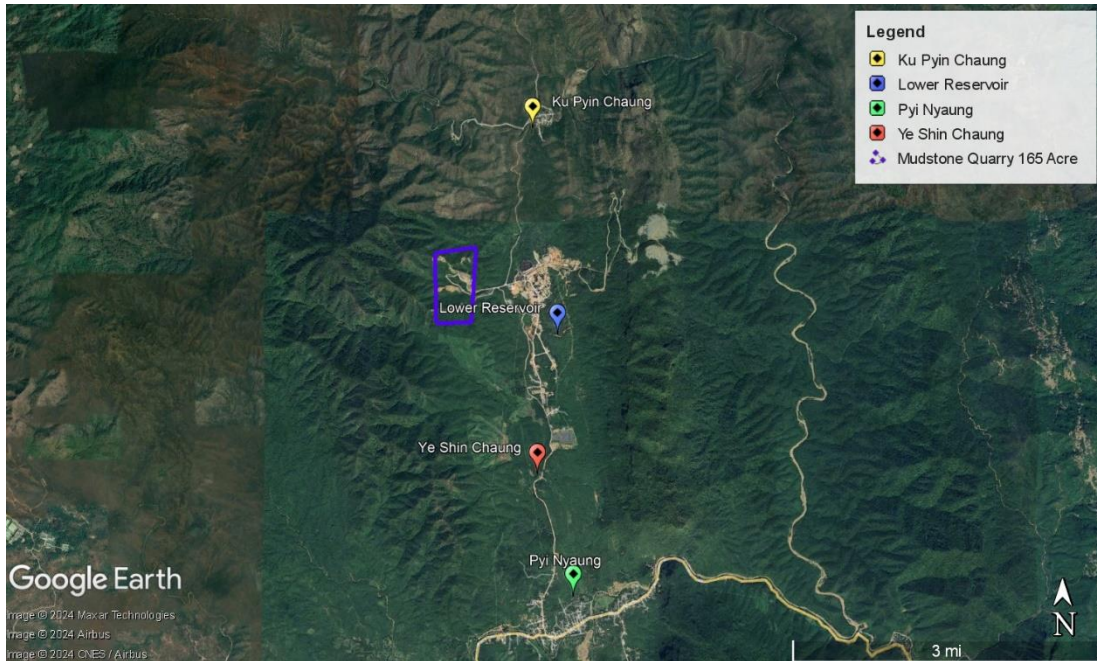 Legend
Ku Pyin Chaung
Lower Reservoir
Pyi Nyaung
Ye Shin Chaung
Mudstone Quarry 165 Acre
Ku Pyin Chaung
Lower Reservoir
Ye Shin Chaung
Pyi Nyaung
Google Earth
Image © 2024 Maxar Technologies
Image © 2024 Airbus
Image © 2024 CNES / Airbus
N
3 mi